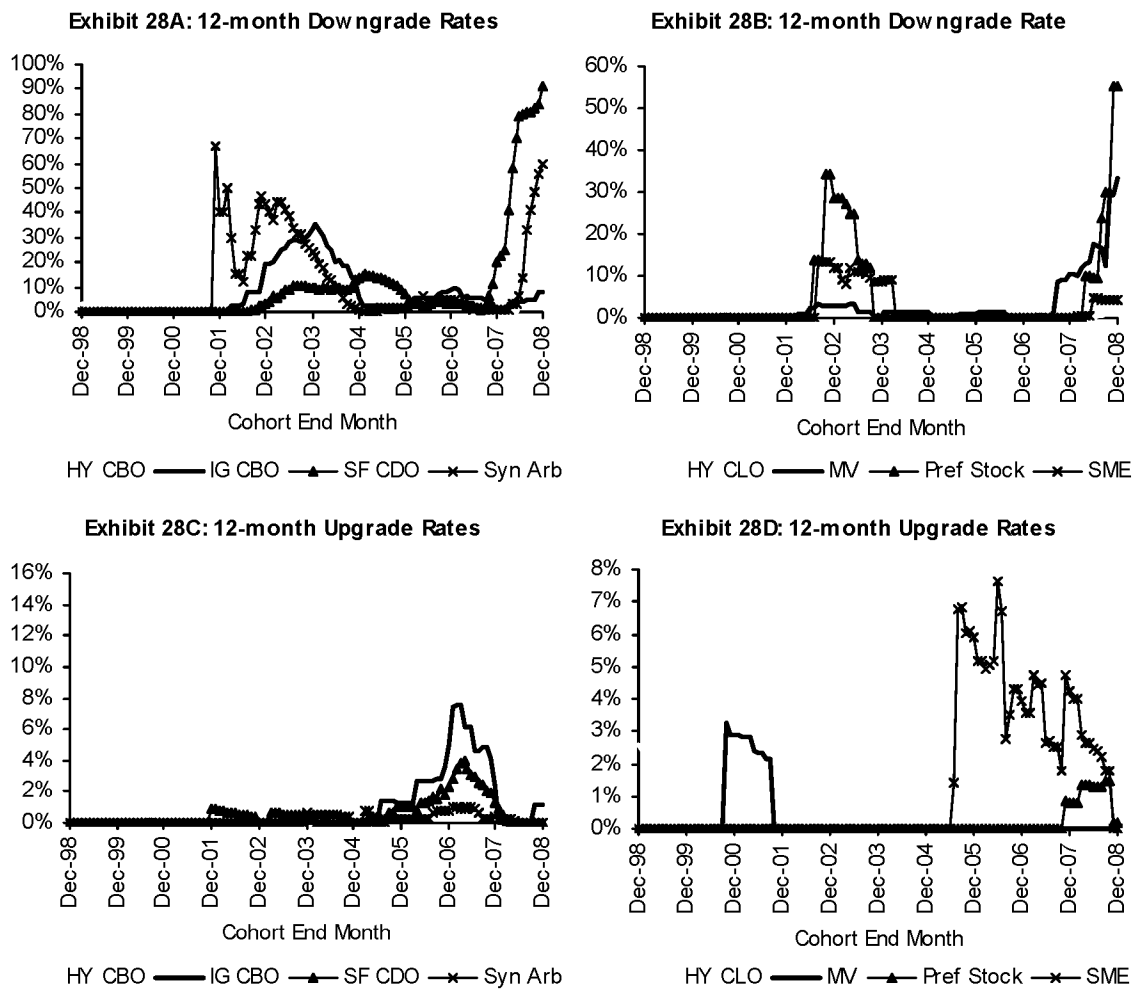 Exhibit 28A: 12-month Downgrade Rates
100%
90%
80%
70%
60%
50%
40%
30%
20%
10%
0%
Dec-98
Dec-99
Dec-00
Dec-01
Dec-02
Dec-03
Dec-04
Dec-05
Dec-06
Dec-07
Dec-08
Cohort End Month
HY CBO IG CBO SF CDO Syn Arb
Exhibit 28B: 12-month Downgrade Rate
60%
50%
40%
30%
20%
10%
0%
Dec-98
Dec-99
Dec-00
Dec-01
Dec-02
Dec-03
Dec-04
Dec-05
Dec-06
Dec-07
Dec-08
Cohort End Month
HY CLO MV Pref Stock SME
Exhibit 28C: 12-month Upgrade Rates
16%
14%
12%
10%
8%
6%
4%
2%
0%
Dec-98
Dec-99
Dec-00
Dec-01
Dec-02
Dec-03
Dec-04
Dec-05
Dec-06
Dec-07
Dec-08
Cohort End Month
HY CBO IG CBO SF CDO Syn Arb
Exhibit 28D: 12-month Upgrade Rates
8%
7%
6%
5%
4%
3%
2%
1%
0%
Dec-98
Dec-99
Dec-00
Dec-01
Dec-02
Dec-03
Dec-04
Dec-05
Dec-06
Dec-07
Dec-08
Cohort End Month
HY CLO MV Pref Stock SME